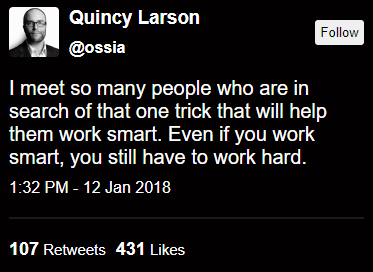 Quincy Larson
@ossia
Follow
I meet so many people who are in
search of that one trick that will help
them work smart. Even if you work
smart, you still have to work hard.
1:32 PM - 12 Jan 2018
107 Retweets 431 Likes